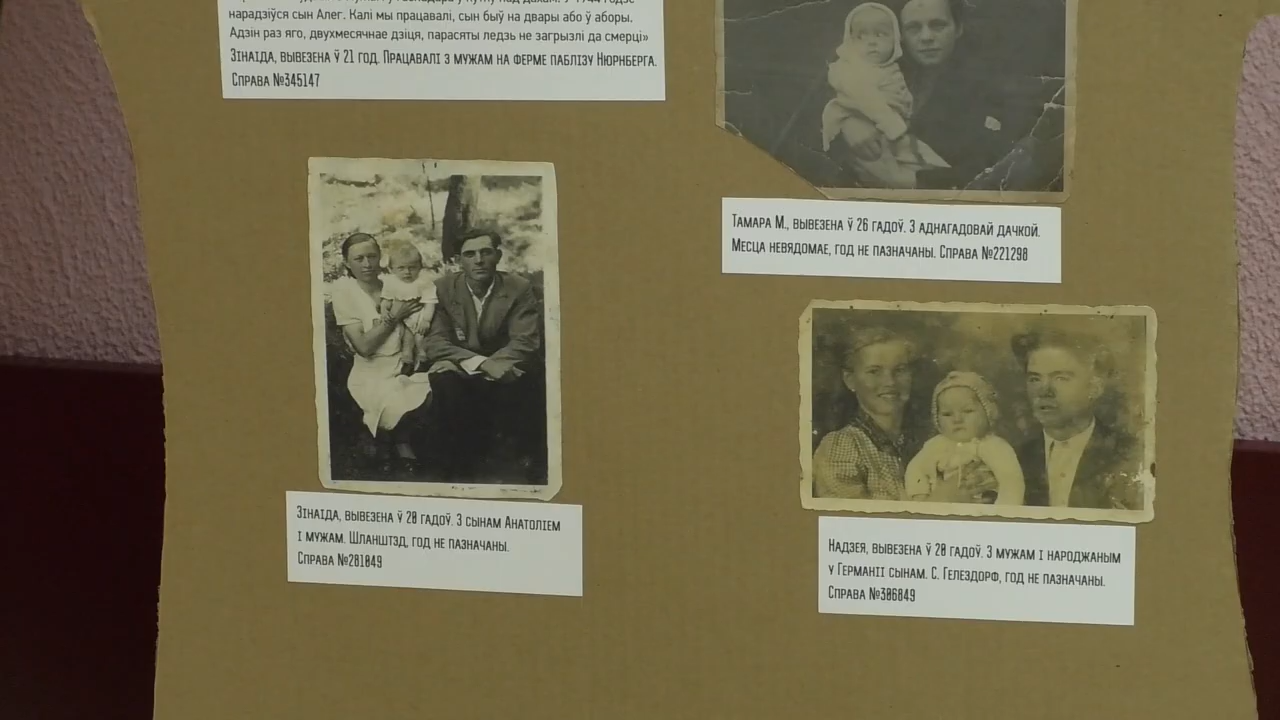 нарадзіўся сын Алег. Калі мы працавалі, сын быў на двары або ў аборы.
Адзін раз яго, двухмесячнае дзіця, парасяты ледзь не загрызлі да смерці»
Зінаіда, вывезена ў 21 год. Працавалі з мужам на ферме паблізу Нюрнберга.
Справа №345147
Тамара М., вывезена ў 26 гадоў. З аднагадовай дачкой.
Месца невядомае, год не пазначаны. Справа №221298
Зінаіда, вывезена ў 20 гадоў. З сынам Анатоліем
і мужам. Шланштэд, год не пазначаны.
Справа №281049
Надзея, вывезена ў 20 гадоў. З мужам і народжаным
у Германіі сынам. С. Гелездорф, год не пазначаны.
Справа №306049